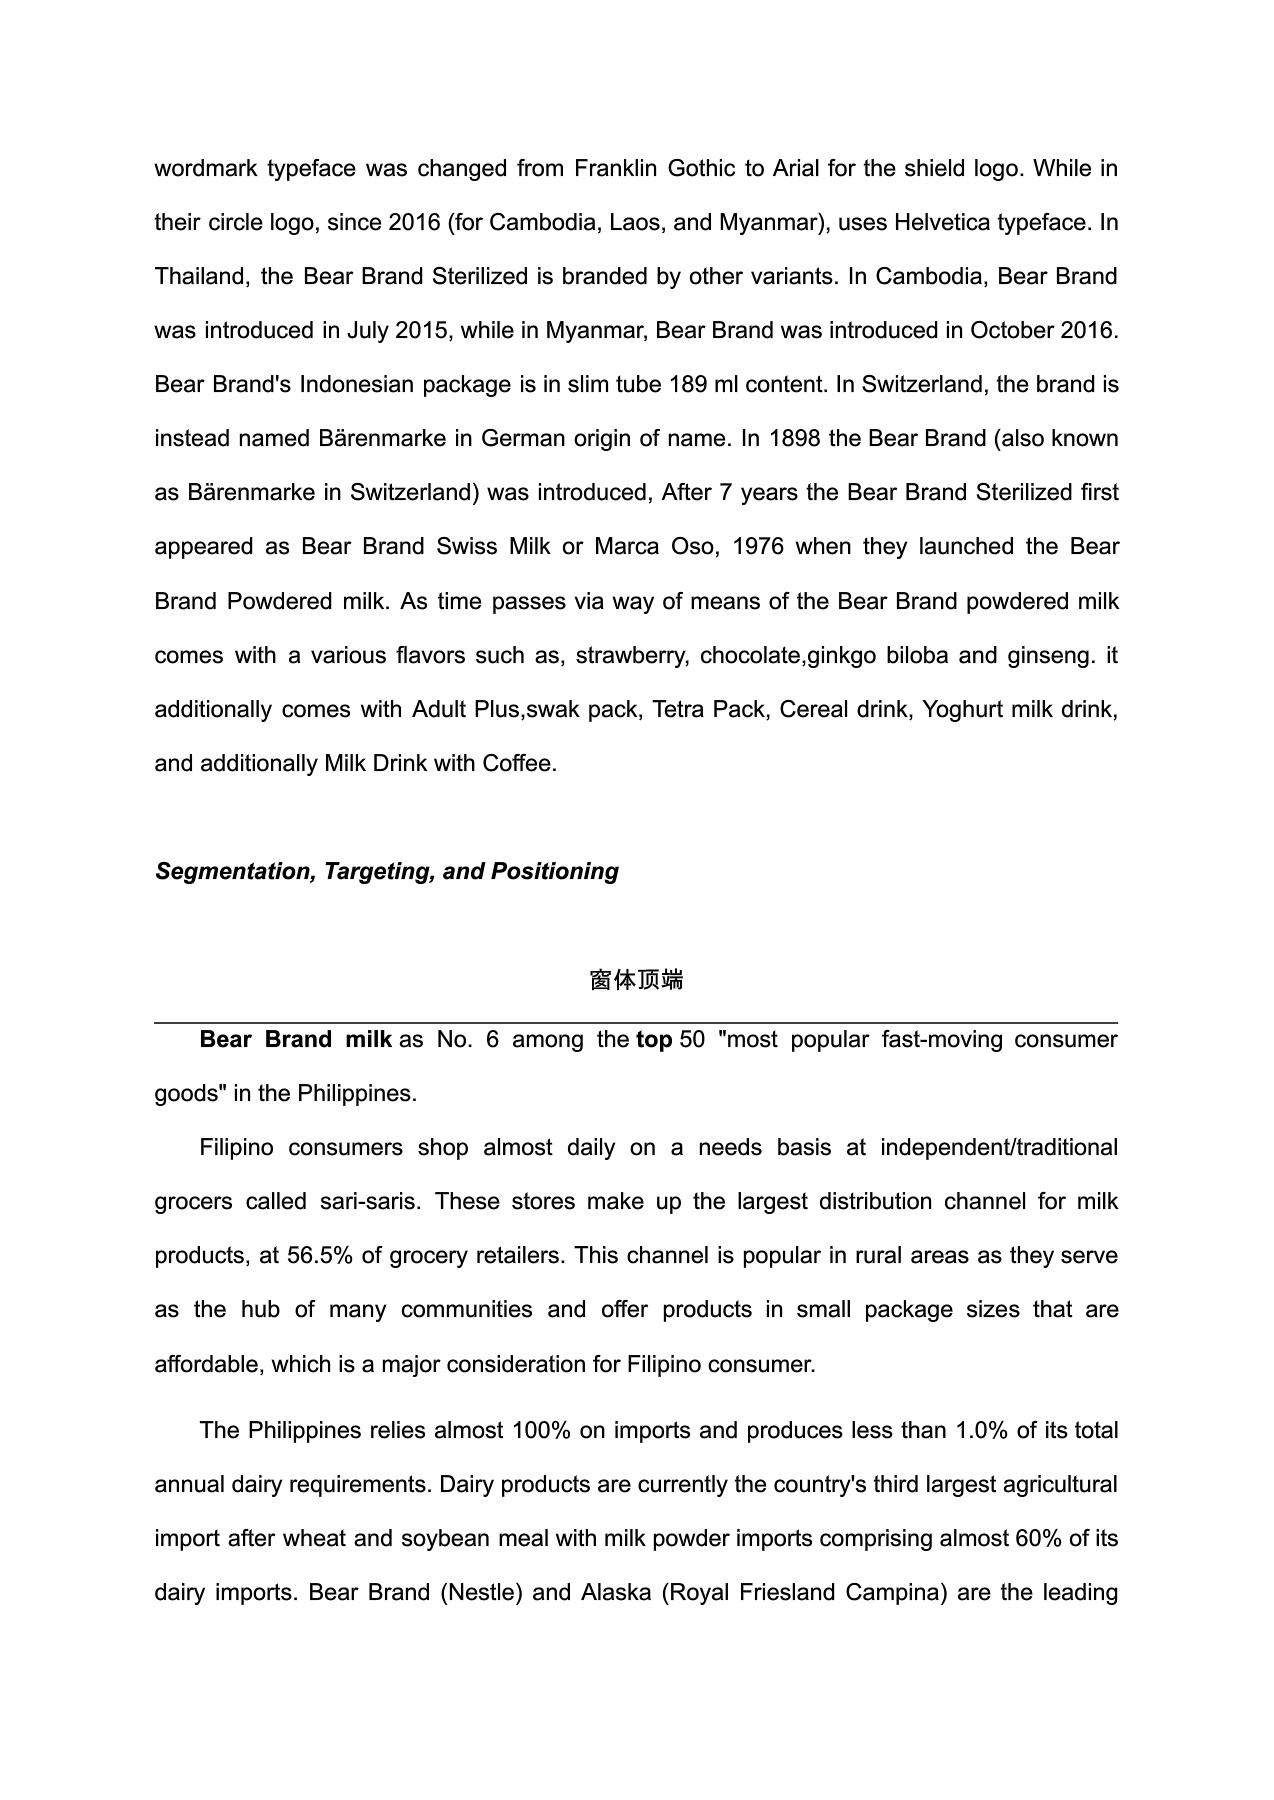 wordmark typeface was changed from Franklin Gothic to Arial for the shield logo. While in
their circle logo, since 2016 (for Cambodia, Laos, and Myanmar), uses Helvetica typeface. In
Thailand, the Bear Brand Sterilized is branded by other variants. In Cambodia, Bear Brand
was introduced in July 2015, while in Myanmar, Bear Brand was introduced in October 2016.
Bear Brand's Indonesian package is in slim tube 189 ml content. In Switzerland, the brand is
instead named Bärenmarke in German origin of name. In 1898 the Bear Brand (also known
as Bärenmarke in Switzerland) was introduced, After 7 years the Bear Brand Sterilized first
appeared as Bear Brand Swiss Milk or Marca Oso, 1976 when they launched the Bear
Brand Powdered milk. As time passes via way of means of the Bear Brand powdered milk
comes with a various flavors such as, strawberry, chocolate,ginkgo biloba and ginseng. it
additionally comes with Adult Plus,swak pack, Tetra Pack, Cereal drink, Yoghurt milk drink,
and additionally Milk Drink with Coffee.
Segmentation, Targeting, and Positioning
窗体顶端
Bear Brand milk as No. 6 among the top 50 "most popular fast-moving consumer
goods" in the Philippines.
Filipino consumers shop almost daily on a needs basis at independent/traditional
grocers called sari-saris. These stores make up the largest distribution channel for milk
products, at 56.5% of grocery retailers. This channel is popular in rural areas as they serve
as the hub of many communities and offer products in small package sizes that are
affordable, which is a major consideration for Filipino consumer.
The Philippines relies almost 100% on imports and produces less than 1.0% of its total
annual dairy requirements. Dairy products are currently the country's third largest agricultural
import after wheat and soybean meal with milk powder imports comprising almost 60% of its
dairy imports. Bear Brand (Nestle) and Alaska (Royal Friesland Campina) are the leading